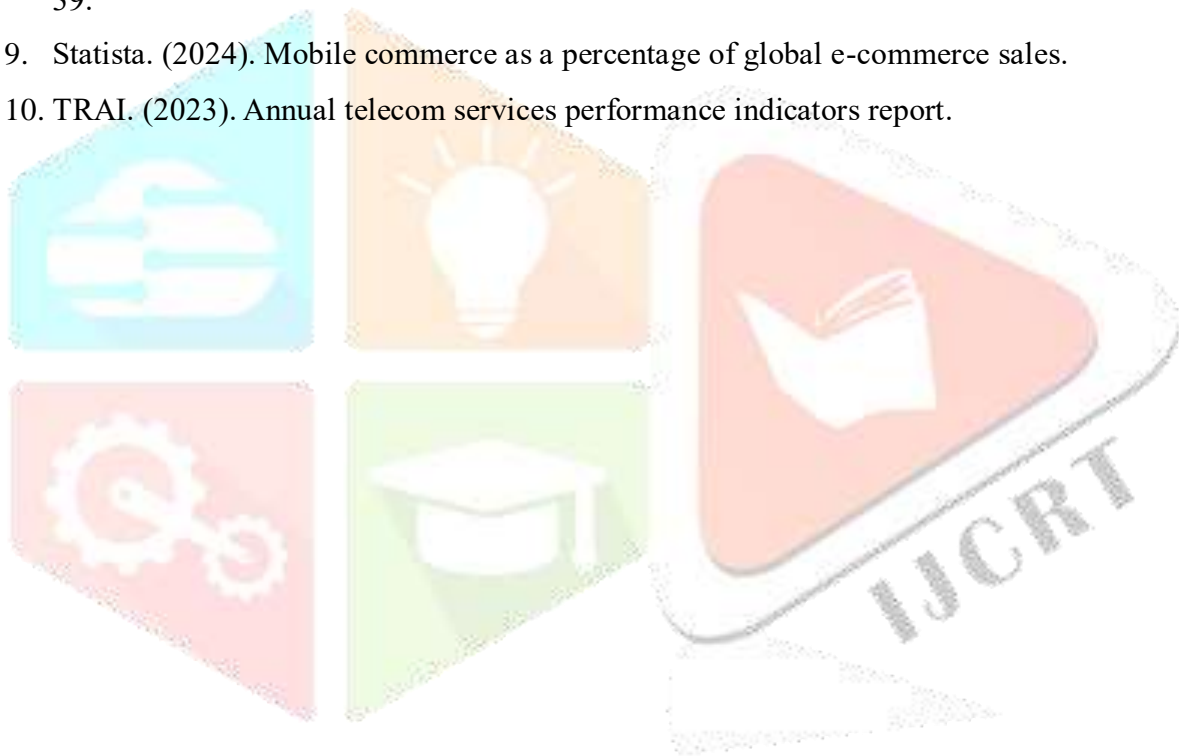 59.
9. Statista. (2024). Mobile commerce as a percentage of global e-commerce sales.
10. TRAI. (2023). Annual telecom services performance indicators report.
IJCRT